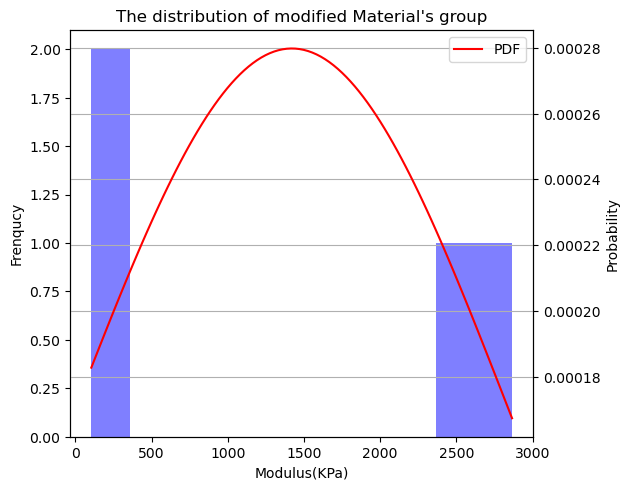 The distribution of modified Material's group
PDF
2.00
1.75
1.50
1.25
1.00
0.75
0.50
0.25
0.00
Frenqucy
0.00028
0.00026
0.00024
0.00022
0.00020
0.00018
Probability
0 500 1000 1500 2000 2500 3000
Modulus(KPa)